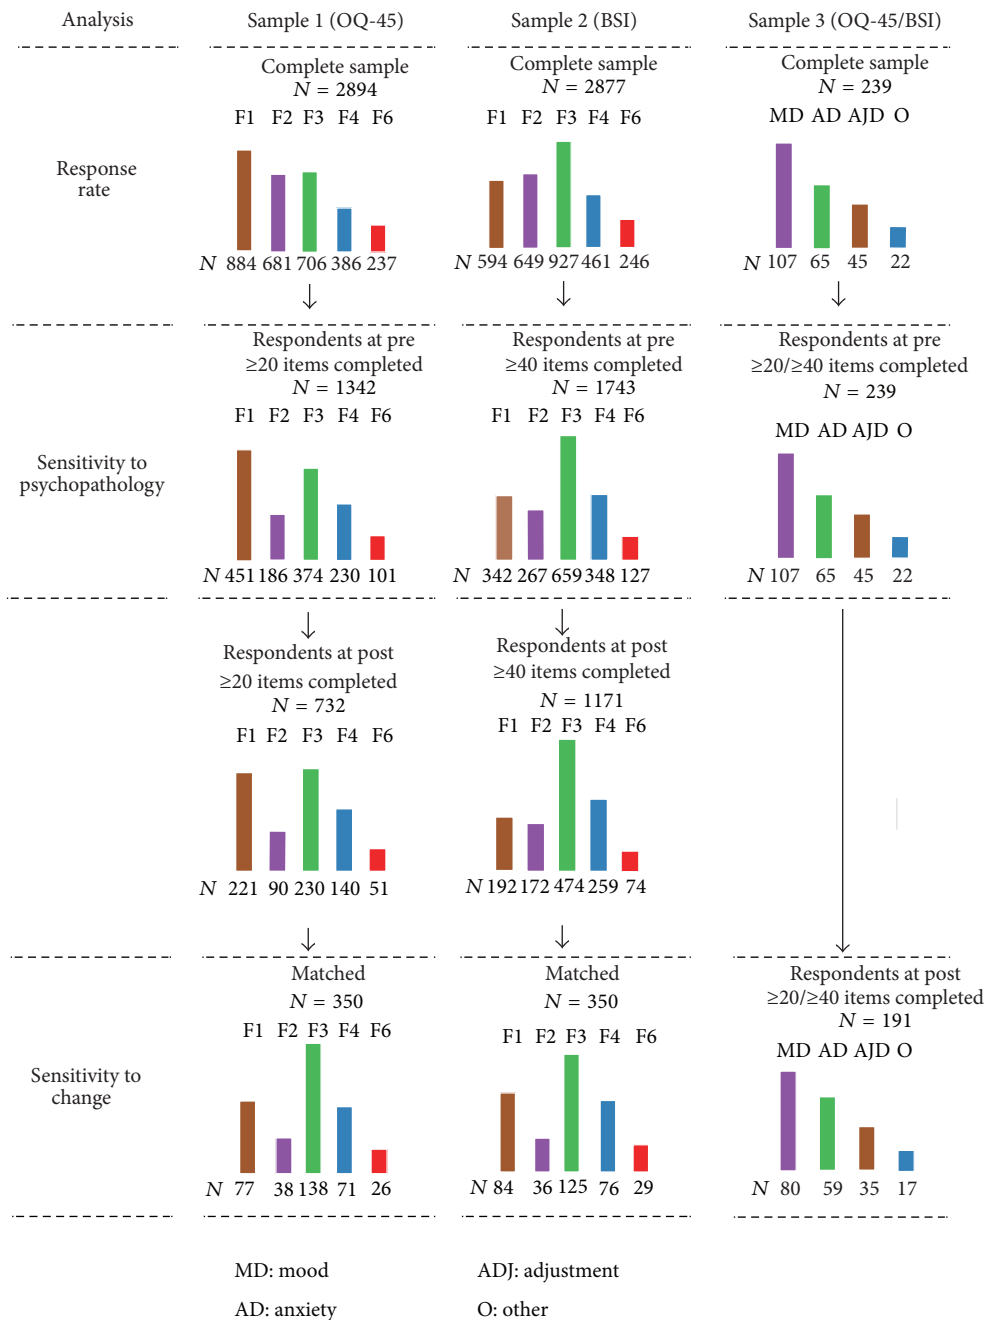 Analysis Sample 1 (OQ-45) Sample 2 (BSI) Sample 3 (OQ-45/BSI)
Response
rate
Complete sample
N = 2894
F1 F2 F3 F4 F6
N 884 681 706 386 237
Complete sample
N = 2877
F1 F2 F3 F4 F6
N 594 649 927 461 246
Complete sample
N = 239
MD AD AJD O
N 107 65 45 22
Sensitivity to
psychopathology
Respondents at pre
≥20 items completed
N = 1342
F1 F2 F3 F4 F6
N 451 186 374 230 101
Respondents at pre
≥40 items completed
N = 1743
F1 F2 F3 F4 F6
N 342 267 659 348 127
Respondents at pre
≥20/≥40 items completed
N = 239
MD AD AJD O
N 107 65 45 22
Respondents at post
≥20 items completed
N = 732
F1 F2 F3 F4 F6
N 221 90 230 140 51
Respondents at post
≥40 items completed
N = 1171
F1 F2 F3 F4 F6
N 192 172 474 259 74
Sensitivity to
change
Matched
N = 350
F1 F2 F3 F4 F6
N 77 38 138 71 26
Matched
N = 350
F1 F2 F3 F4 F6
N 84 36 125 76 29
Respondents at post
≥20/≥40 items completed
N = 191
MD AD AJD O
N 80 59 35 17
MD: mood ADJ: adjustment
AD: anxiety O: other